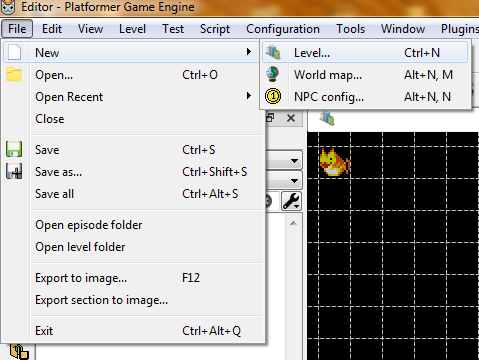 Editor - Platformer Game Engine
File Edit View Level Test Script Configuration Tools Window Plugins
New
Level... Ctrl+N
Open... Ctrl+O
World map... Alt+N, M
Open Recent
NPC config... Alt+N, N
Close
Save Ctrl+S
Save as... Ctrl+Shift+S
Save all Ctrl+Alt+S
Open episode folder
Open level folder
Export to image... F12
Export section to image...
Exit Ctrl+Alt+Q